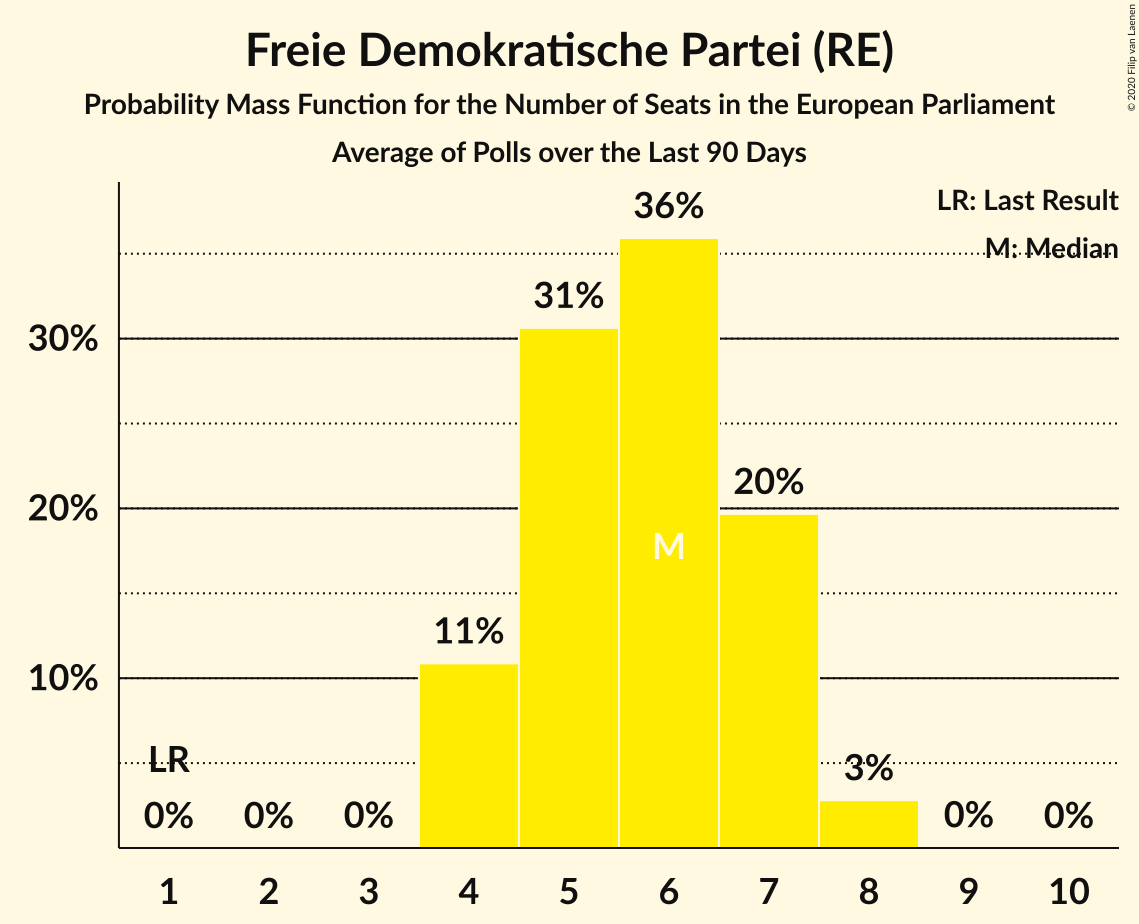 Freie Demokratische Partei (RE)
Probability Mass Function for the Number of Seats in the European Parliament
Average of Polls over the Last 90 Days
© 2020 Filip van Laenen
LR: Last Result
M: Median
36%
31%
30%
20%
20%
M
11%
10%
LR
3%
0%
0%
0%
0%
0%
1
2
3
4
5
6
7
8
9
10